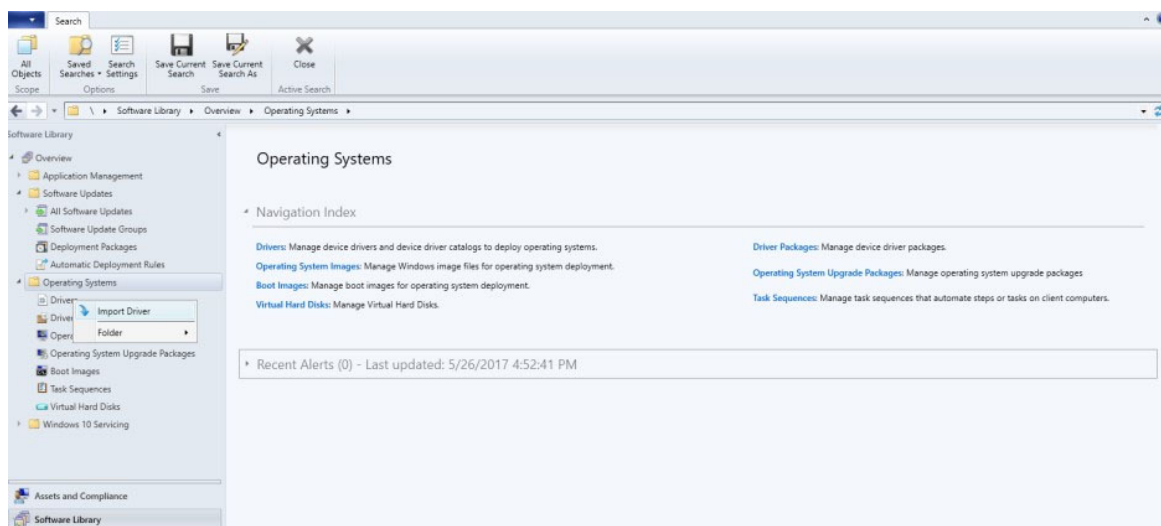 Search
All Objects
Saved Searches
Search Settings
Save Current Search
Save Current Search As
Close
Scope
Options
Save
Active Search
\ Software Library Overview Operating Systems
Software Library
Overview
Application Management
Software Updates
All Software Updates
Software Update Groups
Deployment Packages
Automatic Deployment Rules
Operating Systems
Drivers
Import Driver
Folder
Operating System Upgrade Packages
Boot Images
Task Sequences
Virtual Hard Disks
Windows 10 Servicing
Assets and Compliance
Software Library
Operating Systems
Navigation Index
Drivers: Manage device drivers and device driver catalogs to deploy operating systems.
Operating System Images: Manage Windows image files for operating system deployment.
Boot Images: Manage boot images for operating system deployment.
Virtual Hard Disks: Manage Virtual Hard Disks.
Driver Packages: Manage device driver packages.
Operating System Upgrade Packages: Manage operating system upgrade packages
Task Sequences: Manage task sequences that automate steps or tasks on client computers.
Recent Alerts (0) - Last updated: 5/26/2017 4:52:41 PM